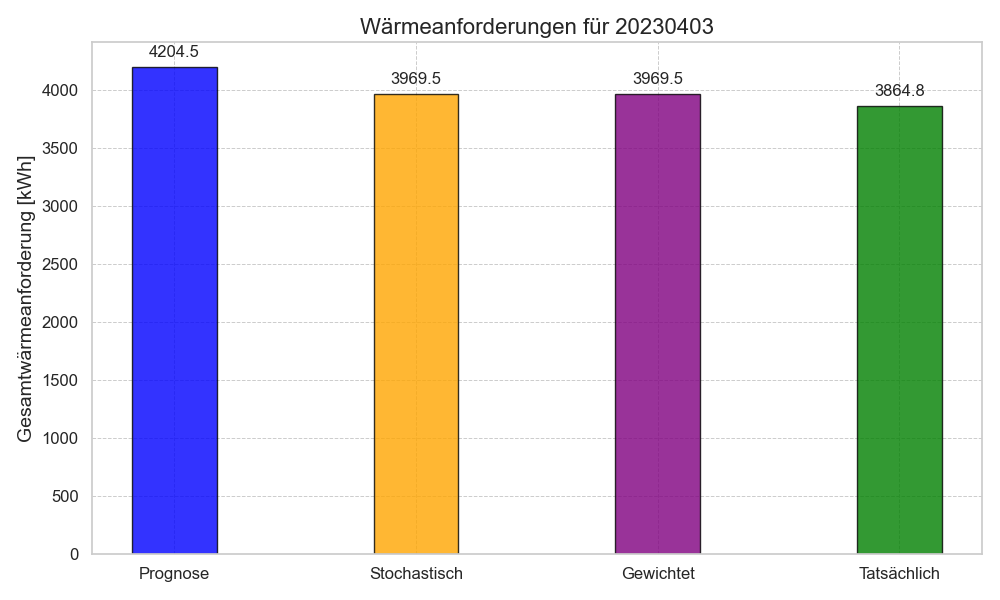 Wärmeanforderungen für 20230403
4204.5
3969.5
3969.5
3864.8
Gesamtwärmeanforderung [kWh]
4000
3500
3000
2500
2000
1500
1000
500
0
Prognose
Stochastisch
Gewichtet
Tatsächlich